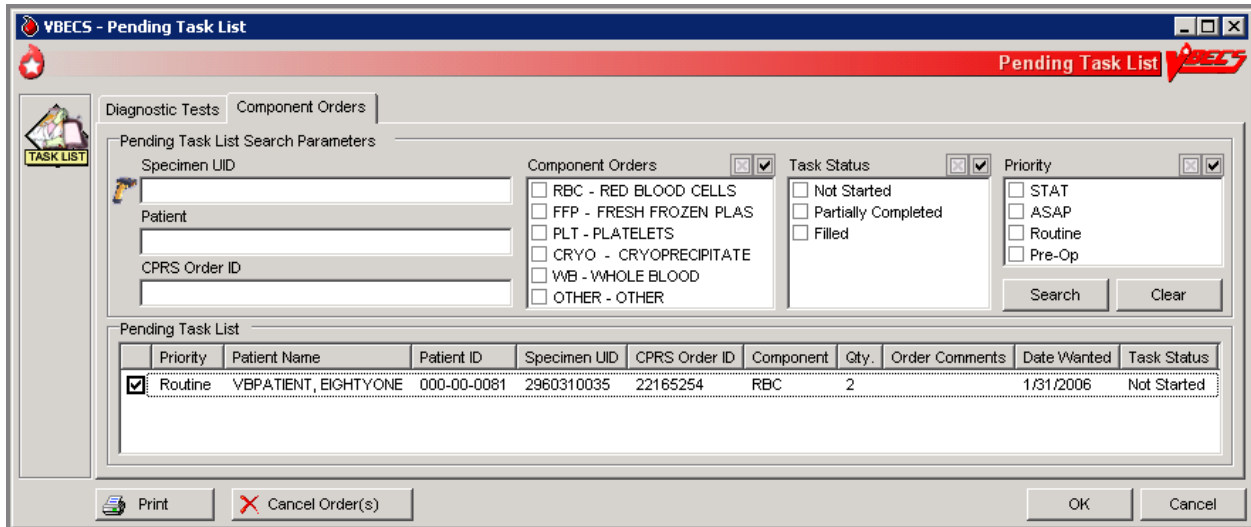 VBECS - Pending Task List
Pending Task List VBECS
TASK LIST
Diagnostic Tests Component Orders
Pending Task List Search Parameters
Specimen UID
Patient
CPRS Order ID
Component Orders
RBC - RED BLOOD CELLS
FFP - FRESH FROZEN PLAS
PLT - PLATELETS
CRYO - CRYOPRECIPITATE
WB - WHOLE BLOOD
OTHER - OTHER
Task Status
Not Started
Partially Completed
Filled
Priority
STAT
ASAP
Routine
Pre-Op
Search Clear
Pending Task List
Priority Patient Name Patient ID Specimen UID CPRS Order ID Component Qty. Order Comments Date Wanted Task Status
Routine VBPATIENT, EIGHTYONE 000-00-0081 2960310035 22165254 RBC 2 1/31/2006 Not Started
Print Cancel Order(s) OK Cancel